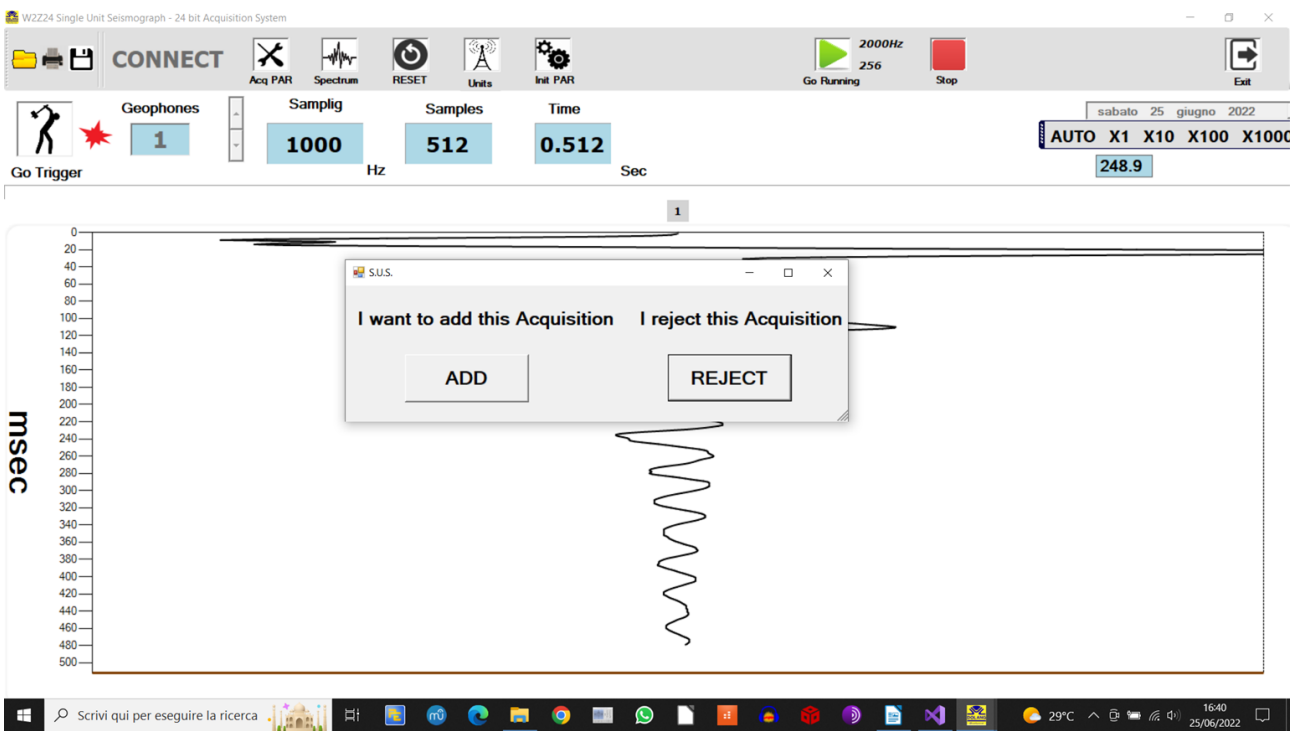 W2Z24 Single Unit Seismograph - 24 bit Acquisition System
CONNECT
Acq PAR
Spectrum
RESET
Units
Init PAR
Go Running
2000Hz
256
Stop
Exit
Go Trigger
Geophones
1
Samplig
1000
Hz
Samples
512
Time
0.512
Sec
sabato 25 giugno 2022
AUTO X1 X10 X100 X1000
248.9
1
0
20
40
60
80
100
120
140
160
180
200
220
240
260
280
300
320
340
360
380
400
420
440
460
480
500
msec
S.U.S.
I want to add this Acquisition
I reject this Acquisition
ADD
REJECT
Scrivi qui per eseguire la ricerca
29°C
16:40
25/06/2022